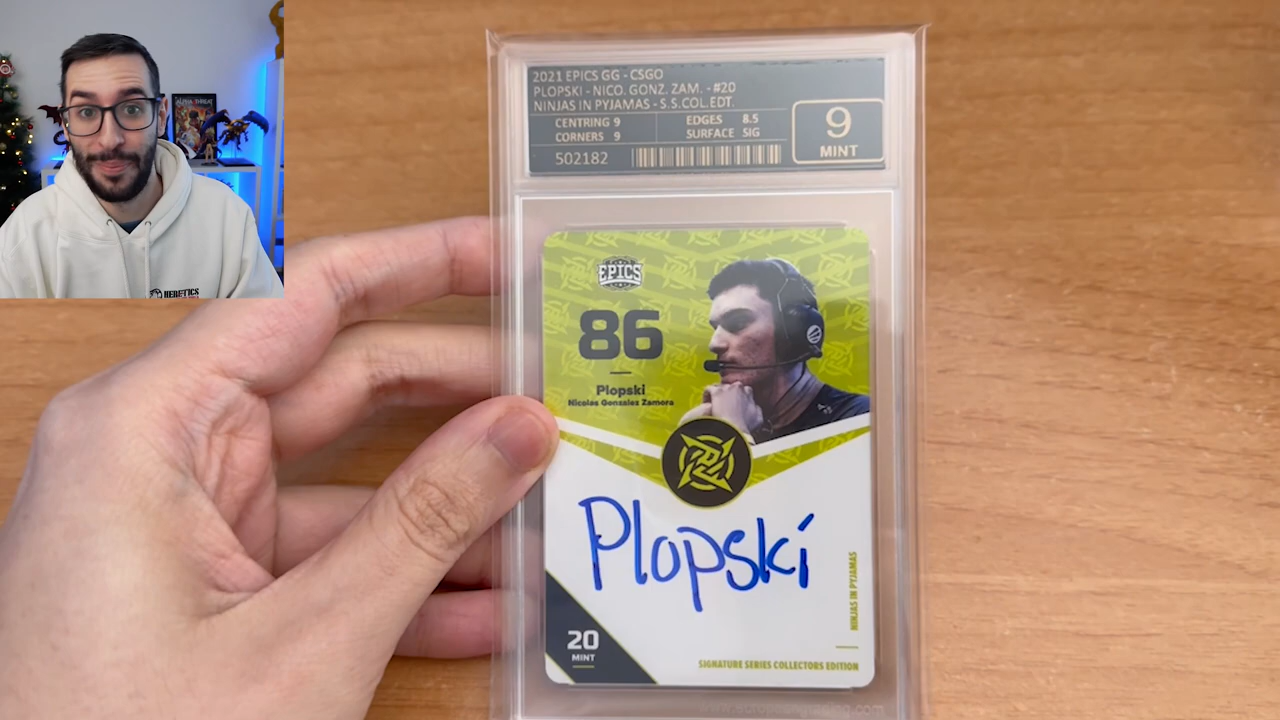 2021 EPICS GG - CSGO
PLOPSKI - NICO. GONZ. ZAM. - #20
NINJAS IN PYJAMAS - S.S.COL.EDT.
CENTRING 9 EDGES 8.5
CORNERS 9 SURFACE SIG
502182
9
MINT
EPICS
86
Plopski
Nicolas Gonzalez Zamora
Plopski
NINJAS IN PYJAMAS
20
MINT
SIGNATURE SERIES COLLECTORS EDITION
HERETICS